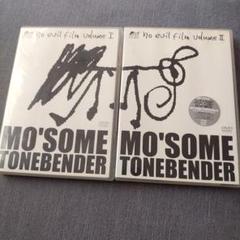 no evil film volume I
MO'SOME
TONEBENDER
no evil film volume II
MO'SOME
TONEBENDER